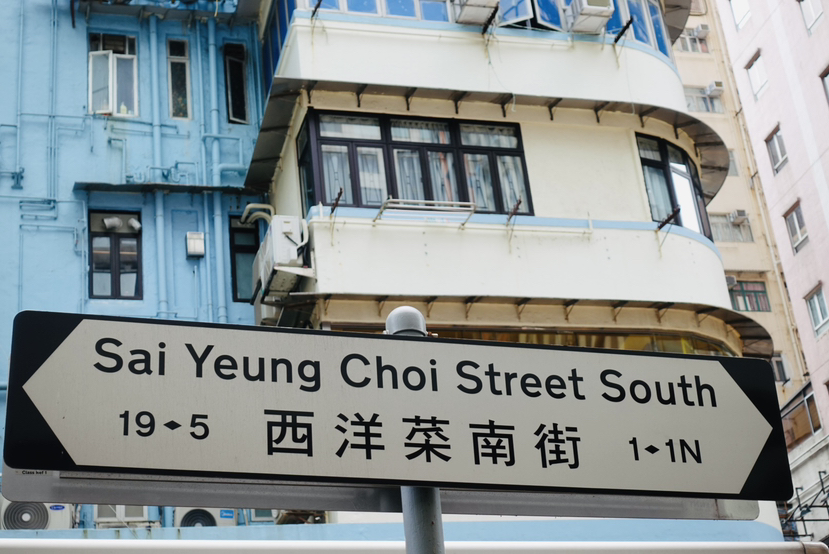 Sai Yeung Choi Street South
19◆5 西洋菜南街 1◆1N